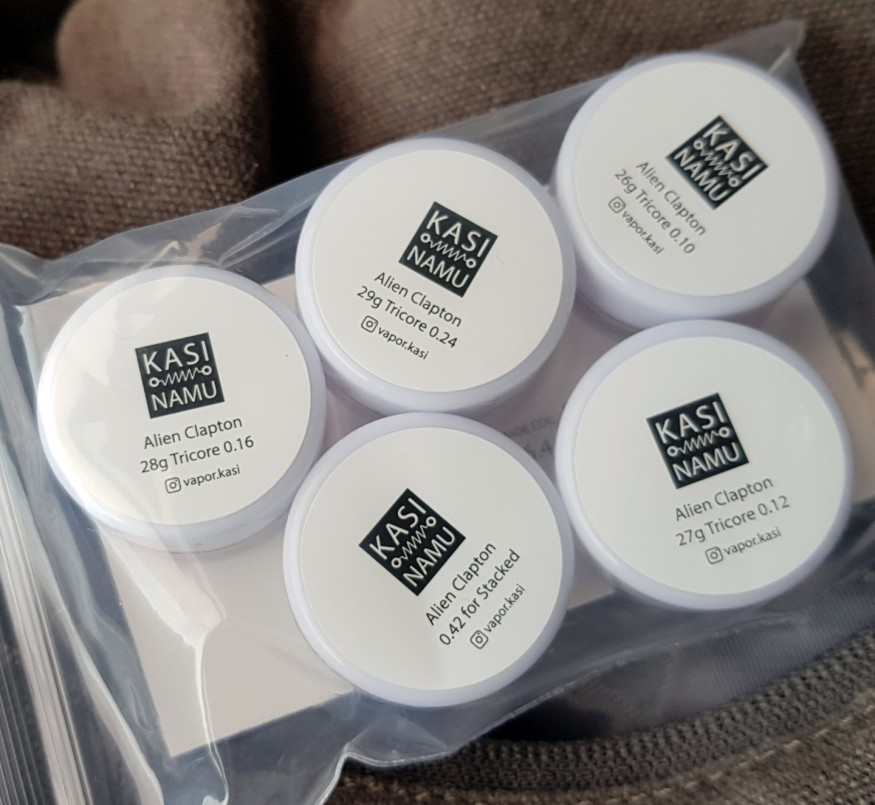 KASI
NAMU
Alien Clapton
28g Tricore 0.16
vapor.kasi
KASI
NAMU
Alien Clapton
29g Tricore 0.24
vapor.kasi
KASI
NAMU
Alien Clapton
26g Tricore 0.10
vapor.kasi
KASI
NAMU
Alien Clapton
0.42 for Stacked
vapor.kasi
KASI
NAMU
Alien Clapton
27g Tricore 0.12
vapor.kasi